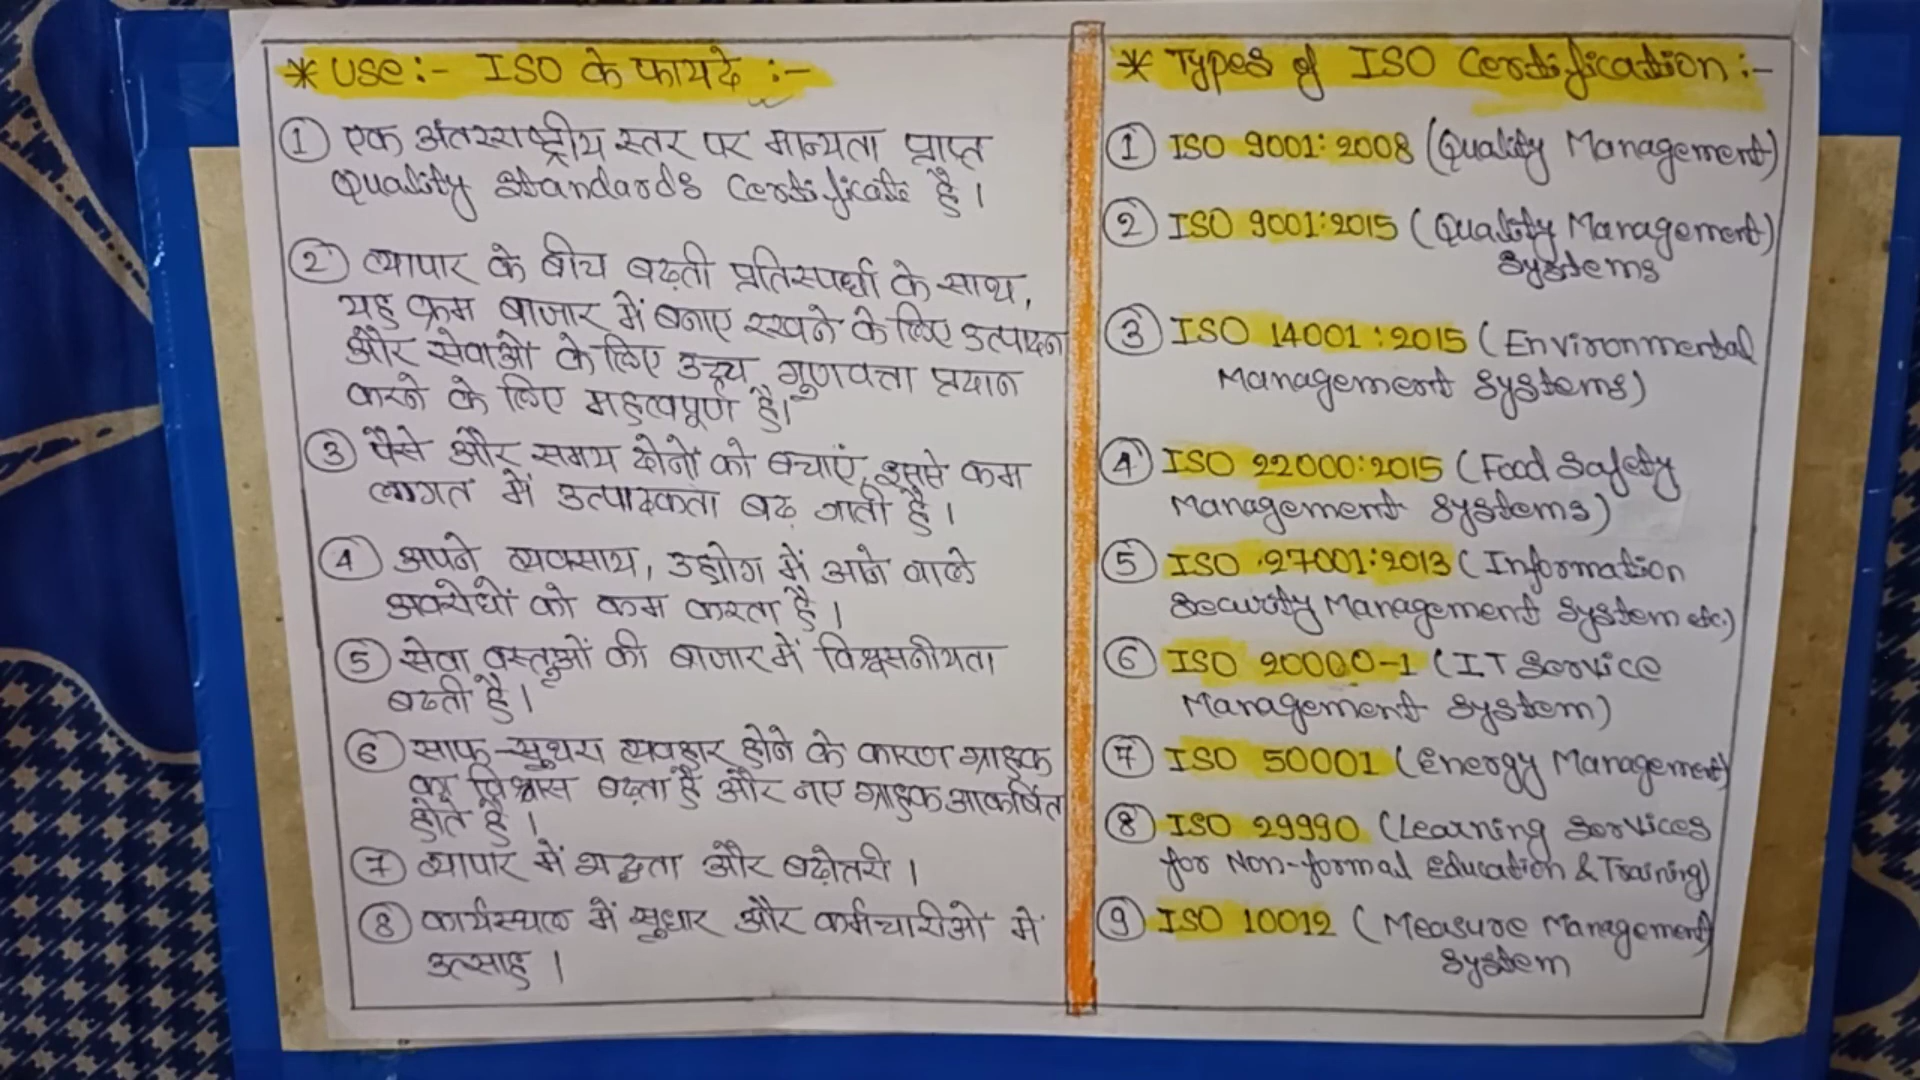 * Use:- ISO के फायदे :-
① एक अंतरराष्ट्रीय स्तर पर मान्यता प्राप्त
Quality Standards Certificate है।
② व्यापार के बीच बढ़ती प्रतिस्पर्धा के साथ,
यह क्रम बाजार में बनाए रखने के लिए उत्पादन
और सेवाओं के लिए उच्च गुणवत्ता प्रदान
करने के लिए महत्वपूर्ण है।
③ पैसे और समय दोनों को बचाएं, इससे कम
लागत में उत्पादकता बढ़ जाती है।
④ अपने व्यवसाय, उद्योग में आने वाले
अवरोधों को कम करता है।
⑤ सेवा वस्तुओं की बाजार में विश्वसनीयता
बढती है।
⑥ साफ-सुथरा व्यवहार होने के कारण ग्राहक
का विश्वास बढ़ता है और नए ग्राहक आकर्षित
होते है।
⑦ व्यापार में और बढ़ोतरी।
⑧ कार्यस्थल में सुधार और कर्मचारीओं में
उत्साह।
* Types of ISO Certification:-
① ISO 9001:2008 (Quality Management)
② ISO 9001:2015 (Quality Management)
Systems
③ ISO 14001:2015 (Environmental
Management Systems)
④ ISO 22000:2015 (Food Safety
Management Systems)
⑤ ISO 27001:2013 (Information
Security Management System etc.)
⑥ ISO 20000-1 (IT Service
Management System)
⑦ ISO 50001 (Energy Management)
⑧ ISO 29990 (Learning Services
for Non-formal Education & Training)
⑨ ISO 10012 (Measure Management)
System